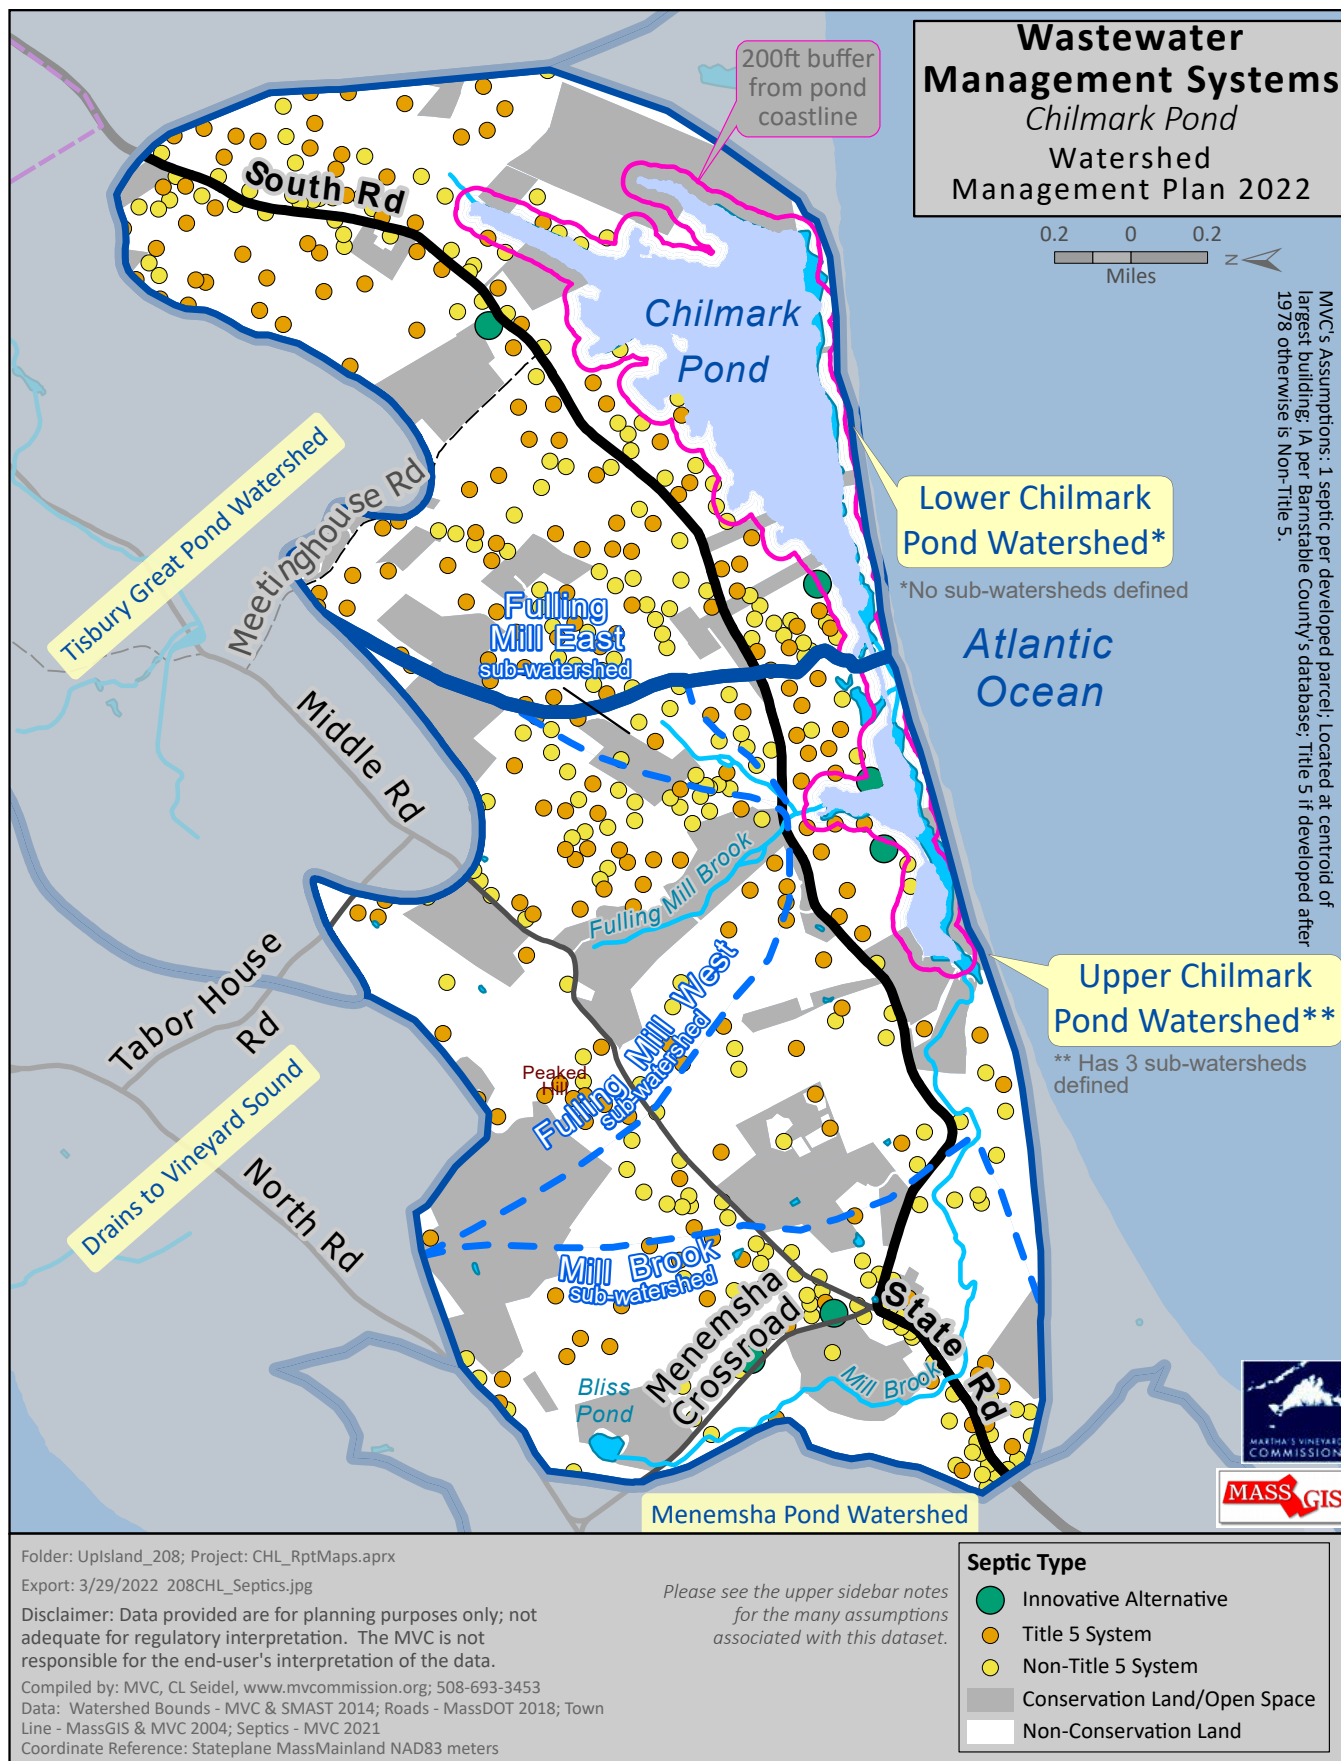 Wastewater
Management Systems
Chilmark Pond
Watershed
Management Plan 2022
200ft buffer
from pond
coastline
0.2 0 0.2
Miles
N
MVC's Assumptions: 1 septic per developed parcel; Located at centroid of
largest building; IA per Barnstable County's database; Title 5 if developed after
1978 otherwise is Non-Title 5.
South Rd
Chilmark
Pond
Tisbury Great Pond Watershed
Meetinghouse Rd
Lower Chilmark
Pond Watershed*
*No sub-watersheds defined
Fulling
Mill East
sub-watershed
Atlantic
Ocean
Middle Rd
Fulling Mill Brook
Tabor House
Rd
Fulling Mill West
sub-watershed
Upper Chilmark
Pond Watershed**
** Has 3 sub-watersheds
defined
Peaked
Hill
Drains to Vineyard Sound
North Rd
Mill Brook
sub-watershed
Menemsha
Crossroad
State Rd
Mill Brook
Bliss
Pond
MARTHA'S VINEYARD
COMMISSION
MASS GIS
Menemsha Pond Watershed
Folder: UpIsland_208; Project: CHL_RptMaps.aprx
Export: 3/29/2022 208CHL_Septics.jpg
Disclaimer: Data provided are for planning purposes only; not
adequate for regulatory interpretation. The MVC is not
responsible for the end-user's interpretation of the data.
Compiled by: MVC, CL Seidel, www.mvcommission.org; 508-693-3453
Data: Watershed Bounds - MVC & SMAST 2014; Roads - MassDOT 2018; Town
Line - MassGIS & MVC 2004; Septics - MVC 2021
Coordinate Reference: Stateplane MassMainland NAD83 meters
Please see the upper sidebar notes
for the many assumptions
associated with this dataset.
Septic Type
Innovative Alternative
Title 5 System
Non-Title 5 System
Conservation Land/Open Space
Non-Conservation Land